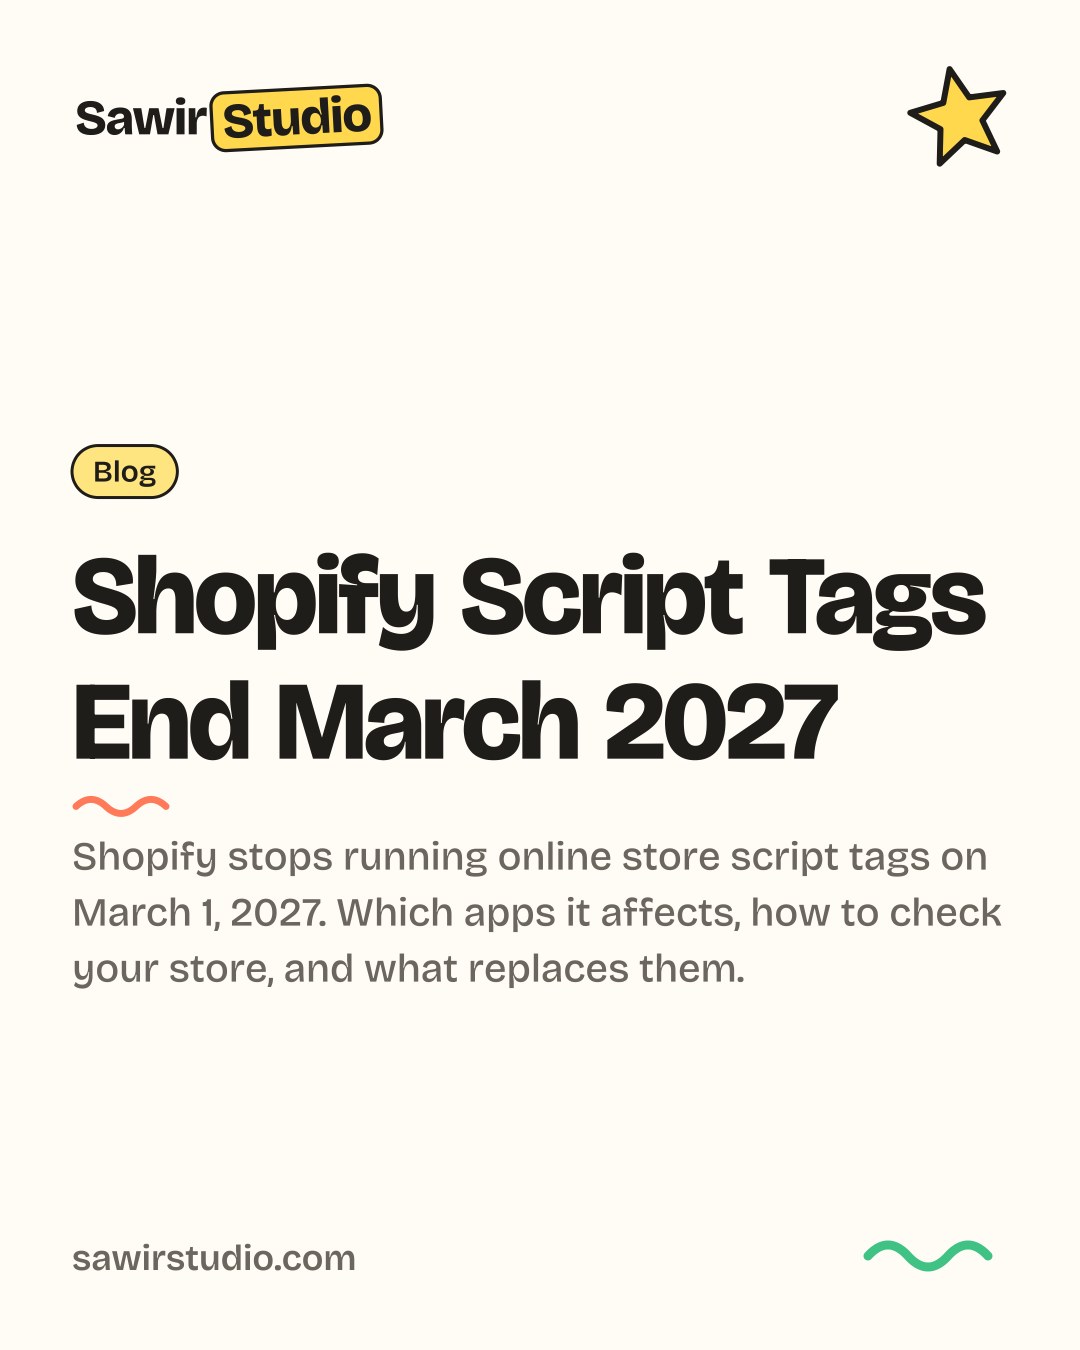 Sawir Studio
Blog
Shopify Script Tags
End March 2027
Shopify stops running online store script tags on
March 1, 2027. Which apps it affects, how to check
your store, and what replaces them.
sawirstudio.com